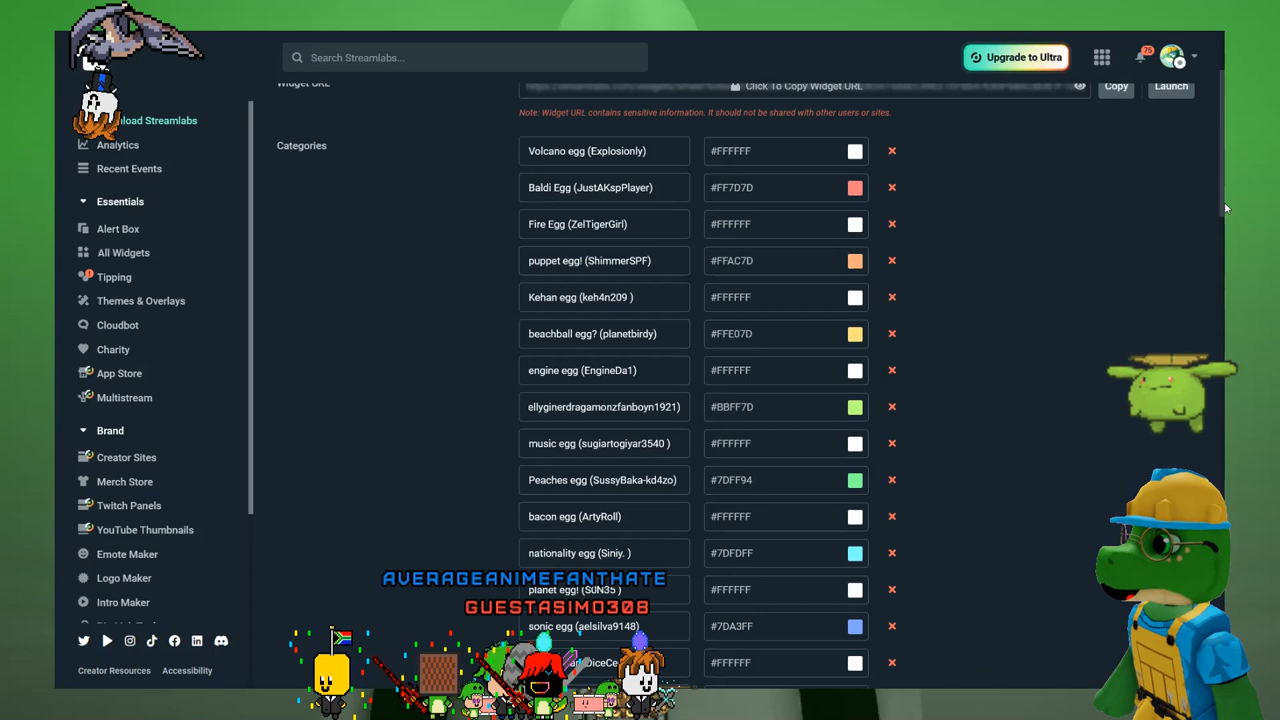 Search Streamlabs...
Upgrade to Ultra
75
Widget URL
Click To Copy Widget URL
Copy
Launch
Note: Widget URL contains sensitive information. It should not be shared with other users or sites.
nload Streamlabs
Analytics
Recent Events
Essentials
Alert Box
All Widgets
Tipping
Themes & Overlays
Cloudbot
Charity
App Store
Multistream
Brand
Creator Sites
Merch Store
Twitch Panels
YouTube Thumbnails
Emote Maker
Logo Maker
Intro Maker
Creator Resources
Accessibility
Categories
Volcano egg (Explosionly) #FFFFFF
Baldi Egg (JustAKspPlayer) #FF7D7D
Fire Egg (ZelTigerGirl) #FFFFFF
puppet egg! (ShimmerSPF) #FFAC7D
Kehan egg (keh4n209 ) #FFFFFF
beachball egg? (planetbirdy) #FFE07D
engine egg (EngineDa1) #FFFFFF
ellyginerdragamonzfanboyn1921) #BBFF7D
music egg (sugiartogiyar3540 ) #FFFFFF
Peaches egg (SussyBaka-kd4zo) #7DFF94
bacon egg (ArtyRoll) #FFFFFF
nationality egg (Siniy. ) #7DFDFF
planet egg! (S0N35 ) #FFFFFF
sonic egg (aelsilva9148) #7DA3FF
#FFFFFF
AVERAGEANIMEFANTHATE
GUESTASIMO308